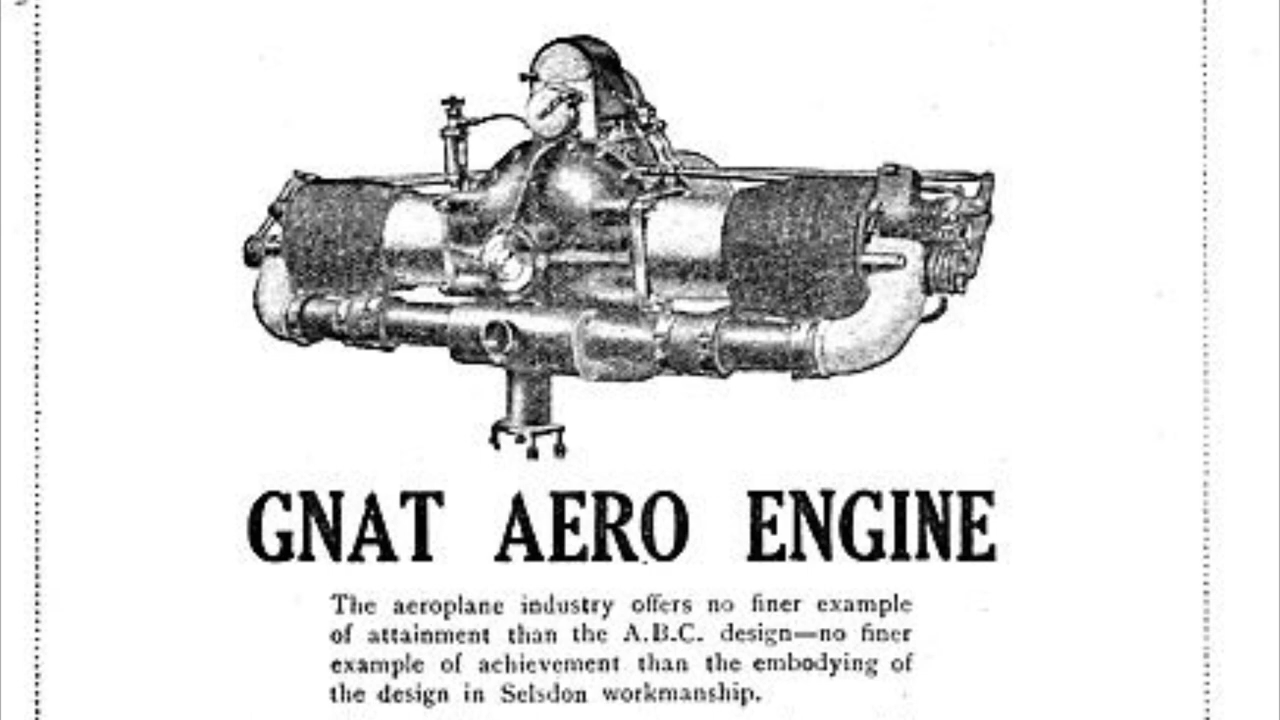 GNAT AERO ENGINE
The aeroplane industry offers no finer example
of attainment than the A.B.C. design—no finer
example of achievement than the embodying of
the design in Selsdon workmanship.